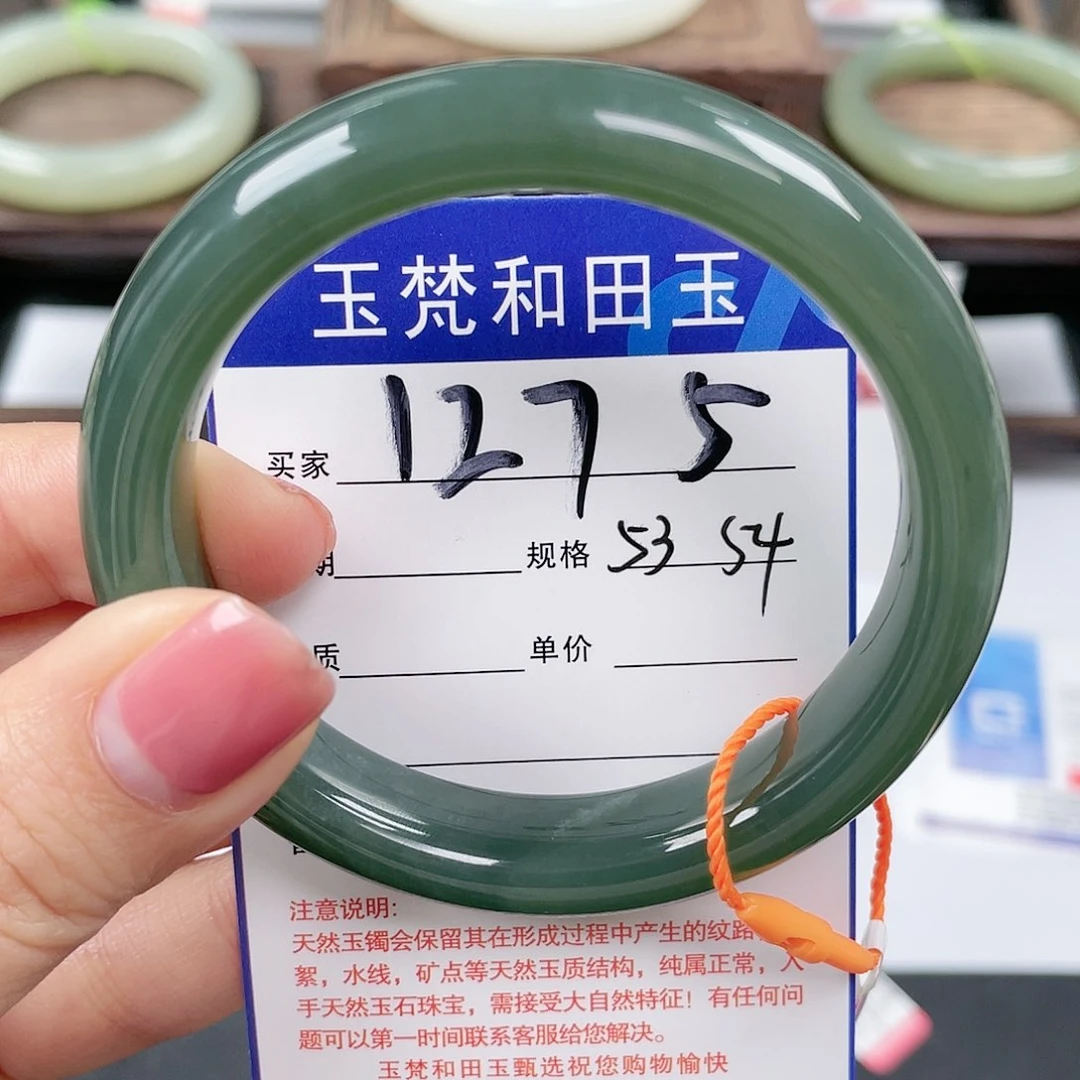 玉梵和田玉
买家 127 5
期 规格 53 54
质 单价
注意说明:
天然玉镯会保留其在形成过程中产生的纹路
絮，水线，矿点等天然玉质结构，纯属正常，入
手天然玉石珠宝，需接受大自然特征！有任何问
题可以第一时间联系客服给您解决。
玉梵和田玉甄选祝您购物愉快